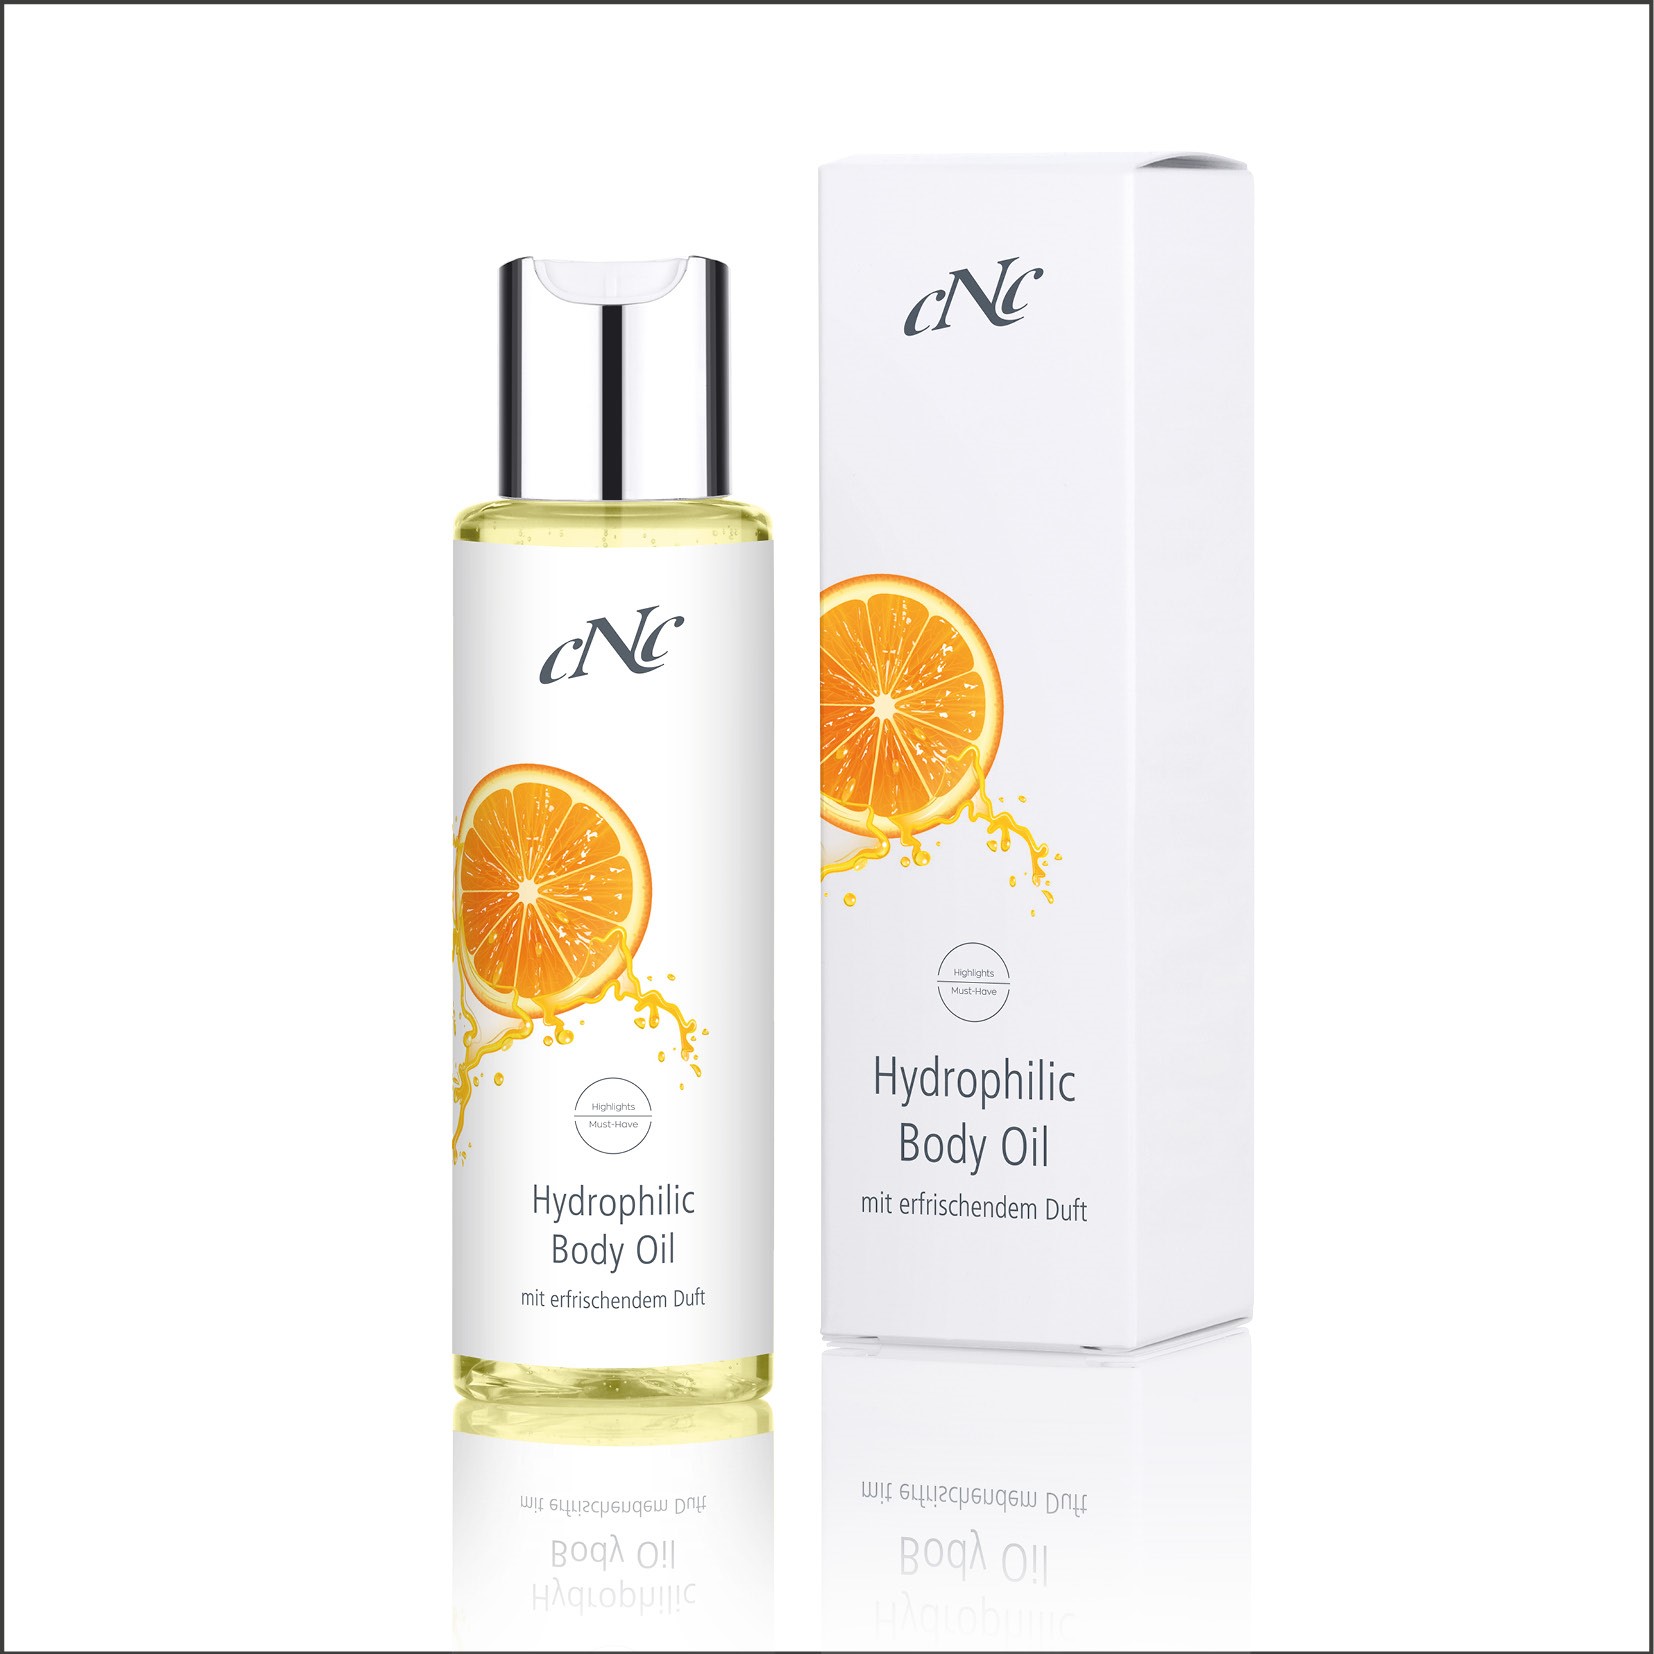 cNc
Highlights
Must-Have
Hydrophilic
Body Oil
mit erfrischendem Duft
cNc
Highlights
Must-Have
Hydrophilic
Body Oil
mit erfrischendem Duft